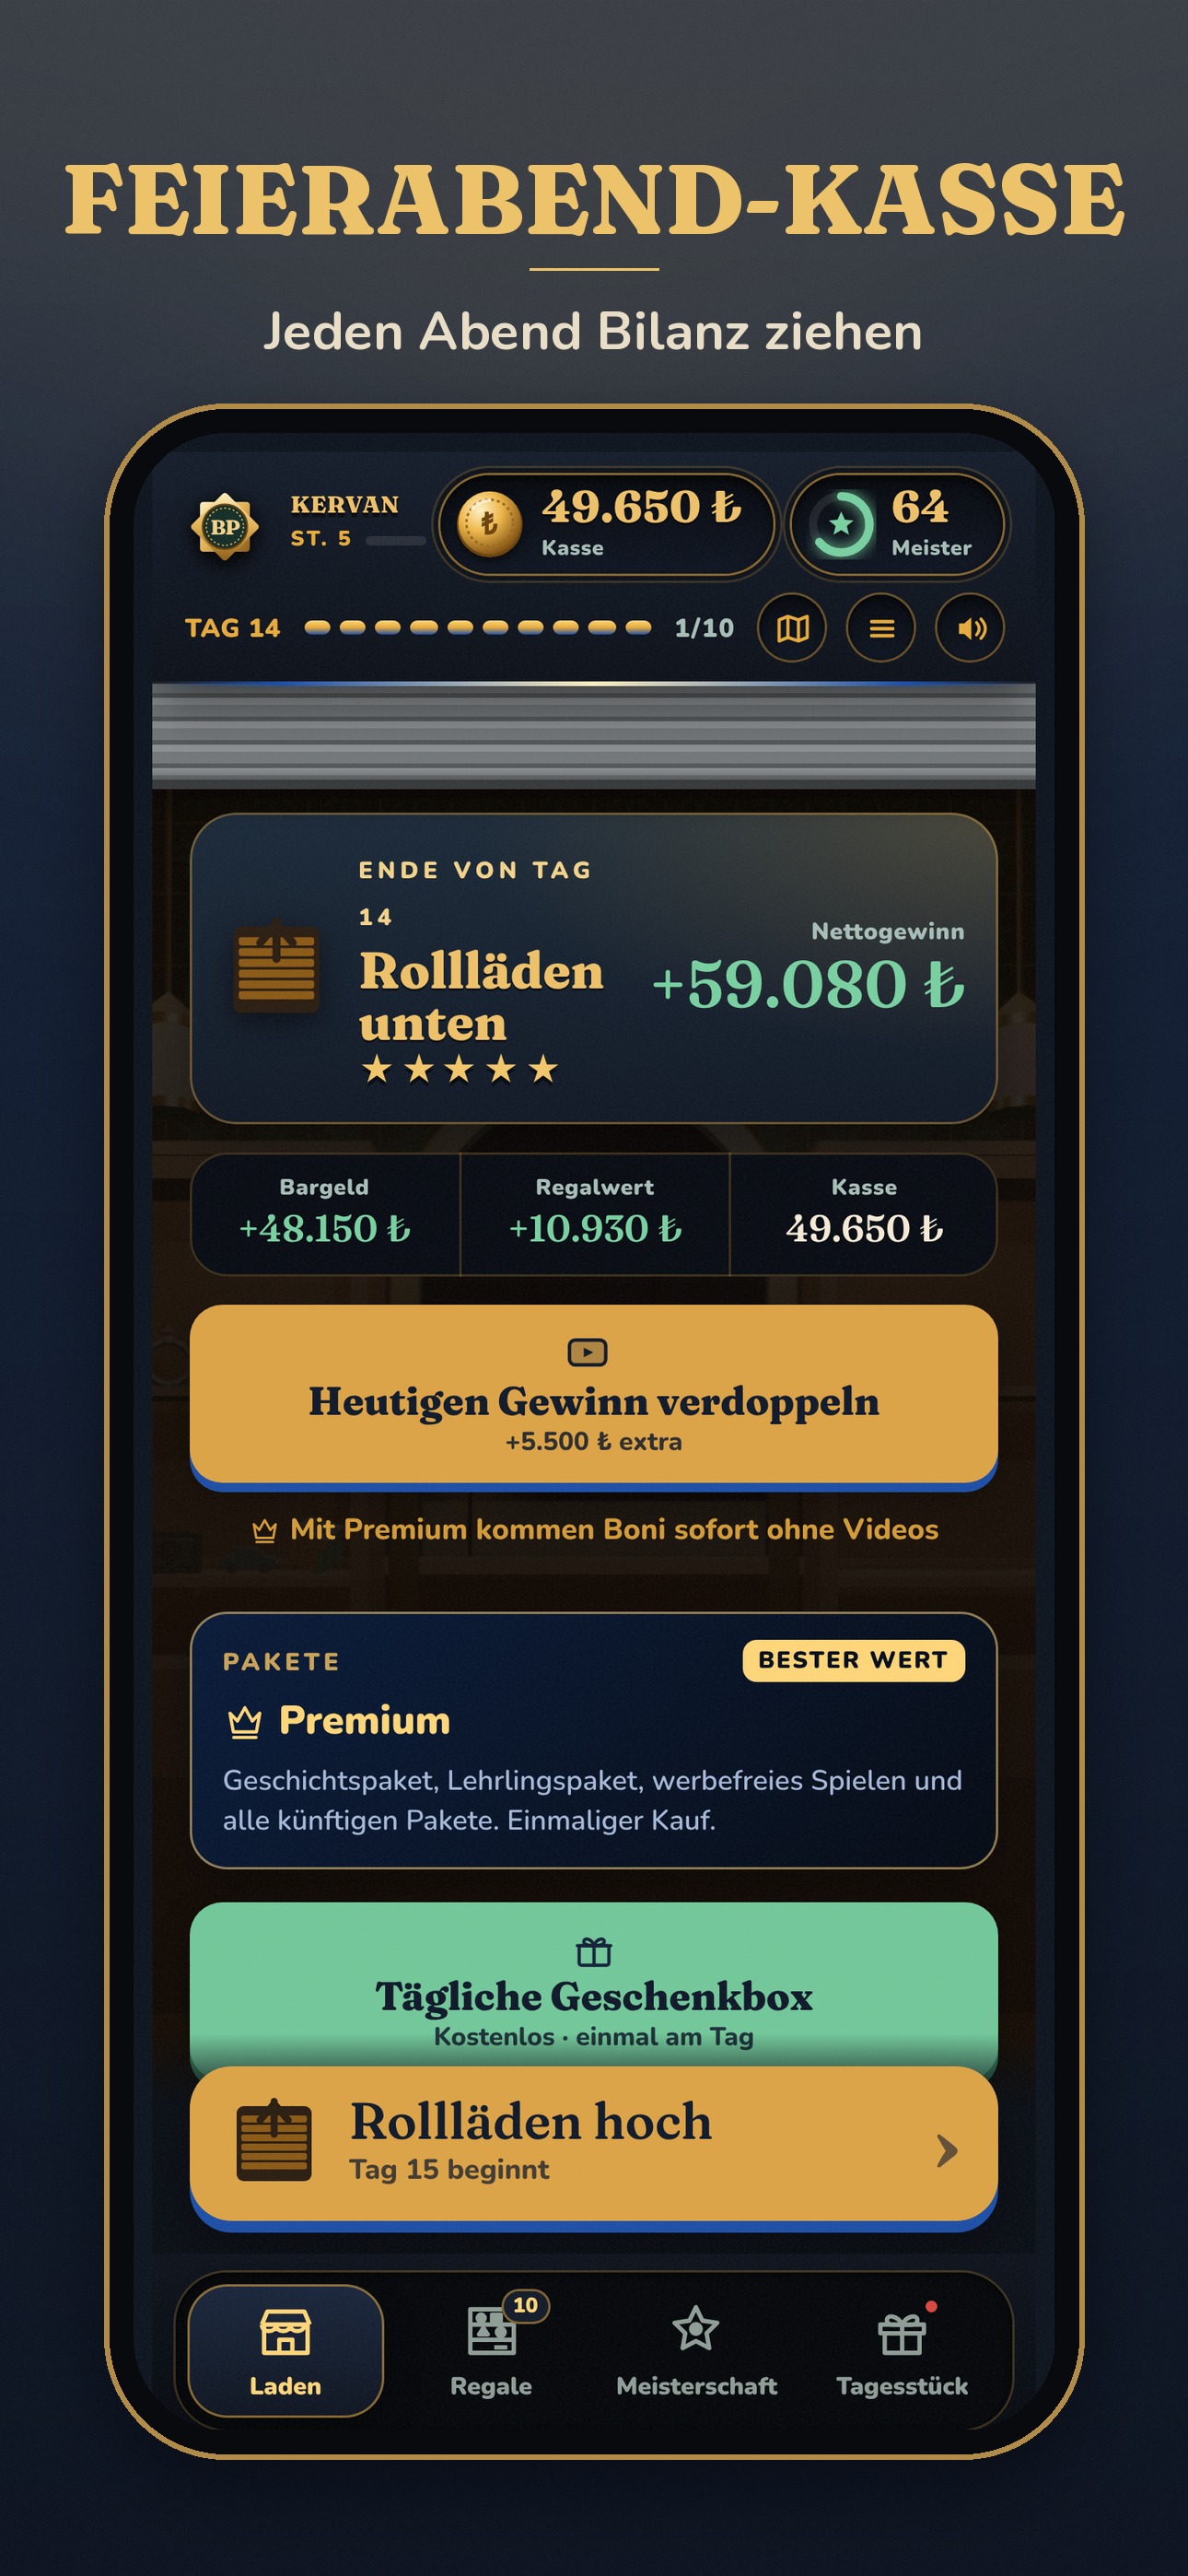 FEIERABEND-KASSE
Jeden Abend Bilanz ziehen
BP
KERVAN
ST. 5
₺
49.650 ₺
Kasse
64
Meister
TAG 14
1/10
ENDE VON TAG
14
Rollläden
unten
★★★★★
Nettogewinn
+59.080 ₺
Bargeld
+48.150 ₺
Regalwert
+10.930 ₺
Kasse
49.650 ₺
Heutigen Gewinn verdoppeln
+5.500 ₺ extra
Mit Premium kommen Boni sofort ohne Videos
PAKETE
BESTER WERT
Premium
Geschichtspaket, Lehrlingspaket, werbefreies Spielen und
alle künftigen Pakete. Einmaliger Kauf.
Tägliche Geschenkbox
Kostenlos · einmal am Tag
Rollläden hoch
Tag 15 beginnt
Laden
10
Regale
Meisterschaft
Tagesstück